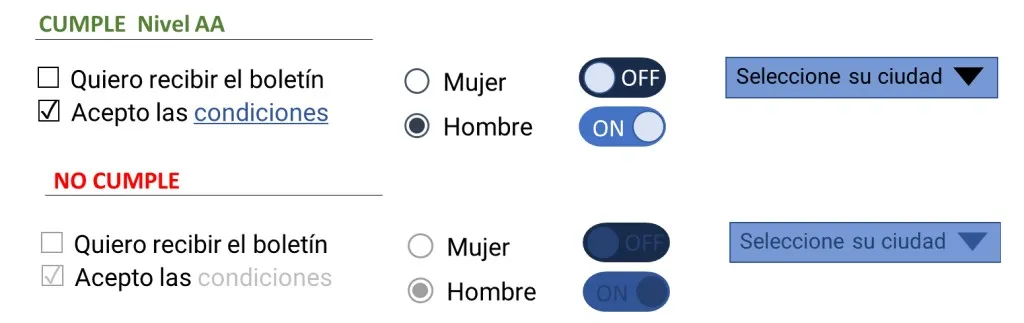 CUMPLE Nivel AA
Quiero recibir el boletín
Acepto las condiciones
Mujer
Hombre
OFF
ON
Seleccione su ciudad
NO CUMPLE
Quiero recibir el boletín
Acepto las condiciones
Mujer
Hombre
OFF
ON
Seleccione su ciudad